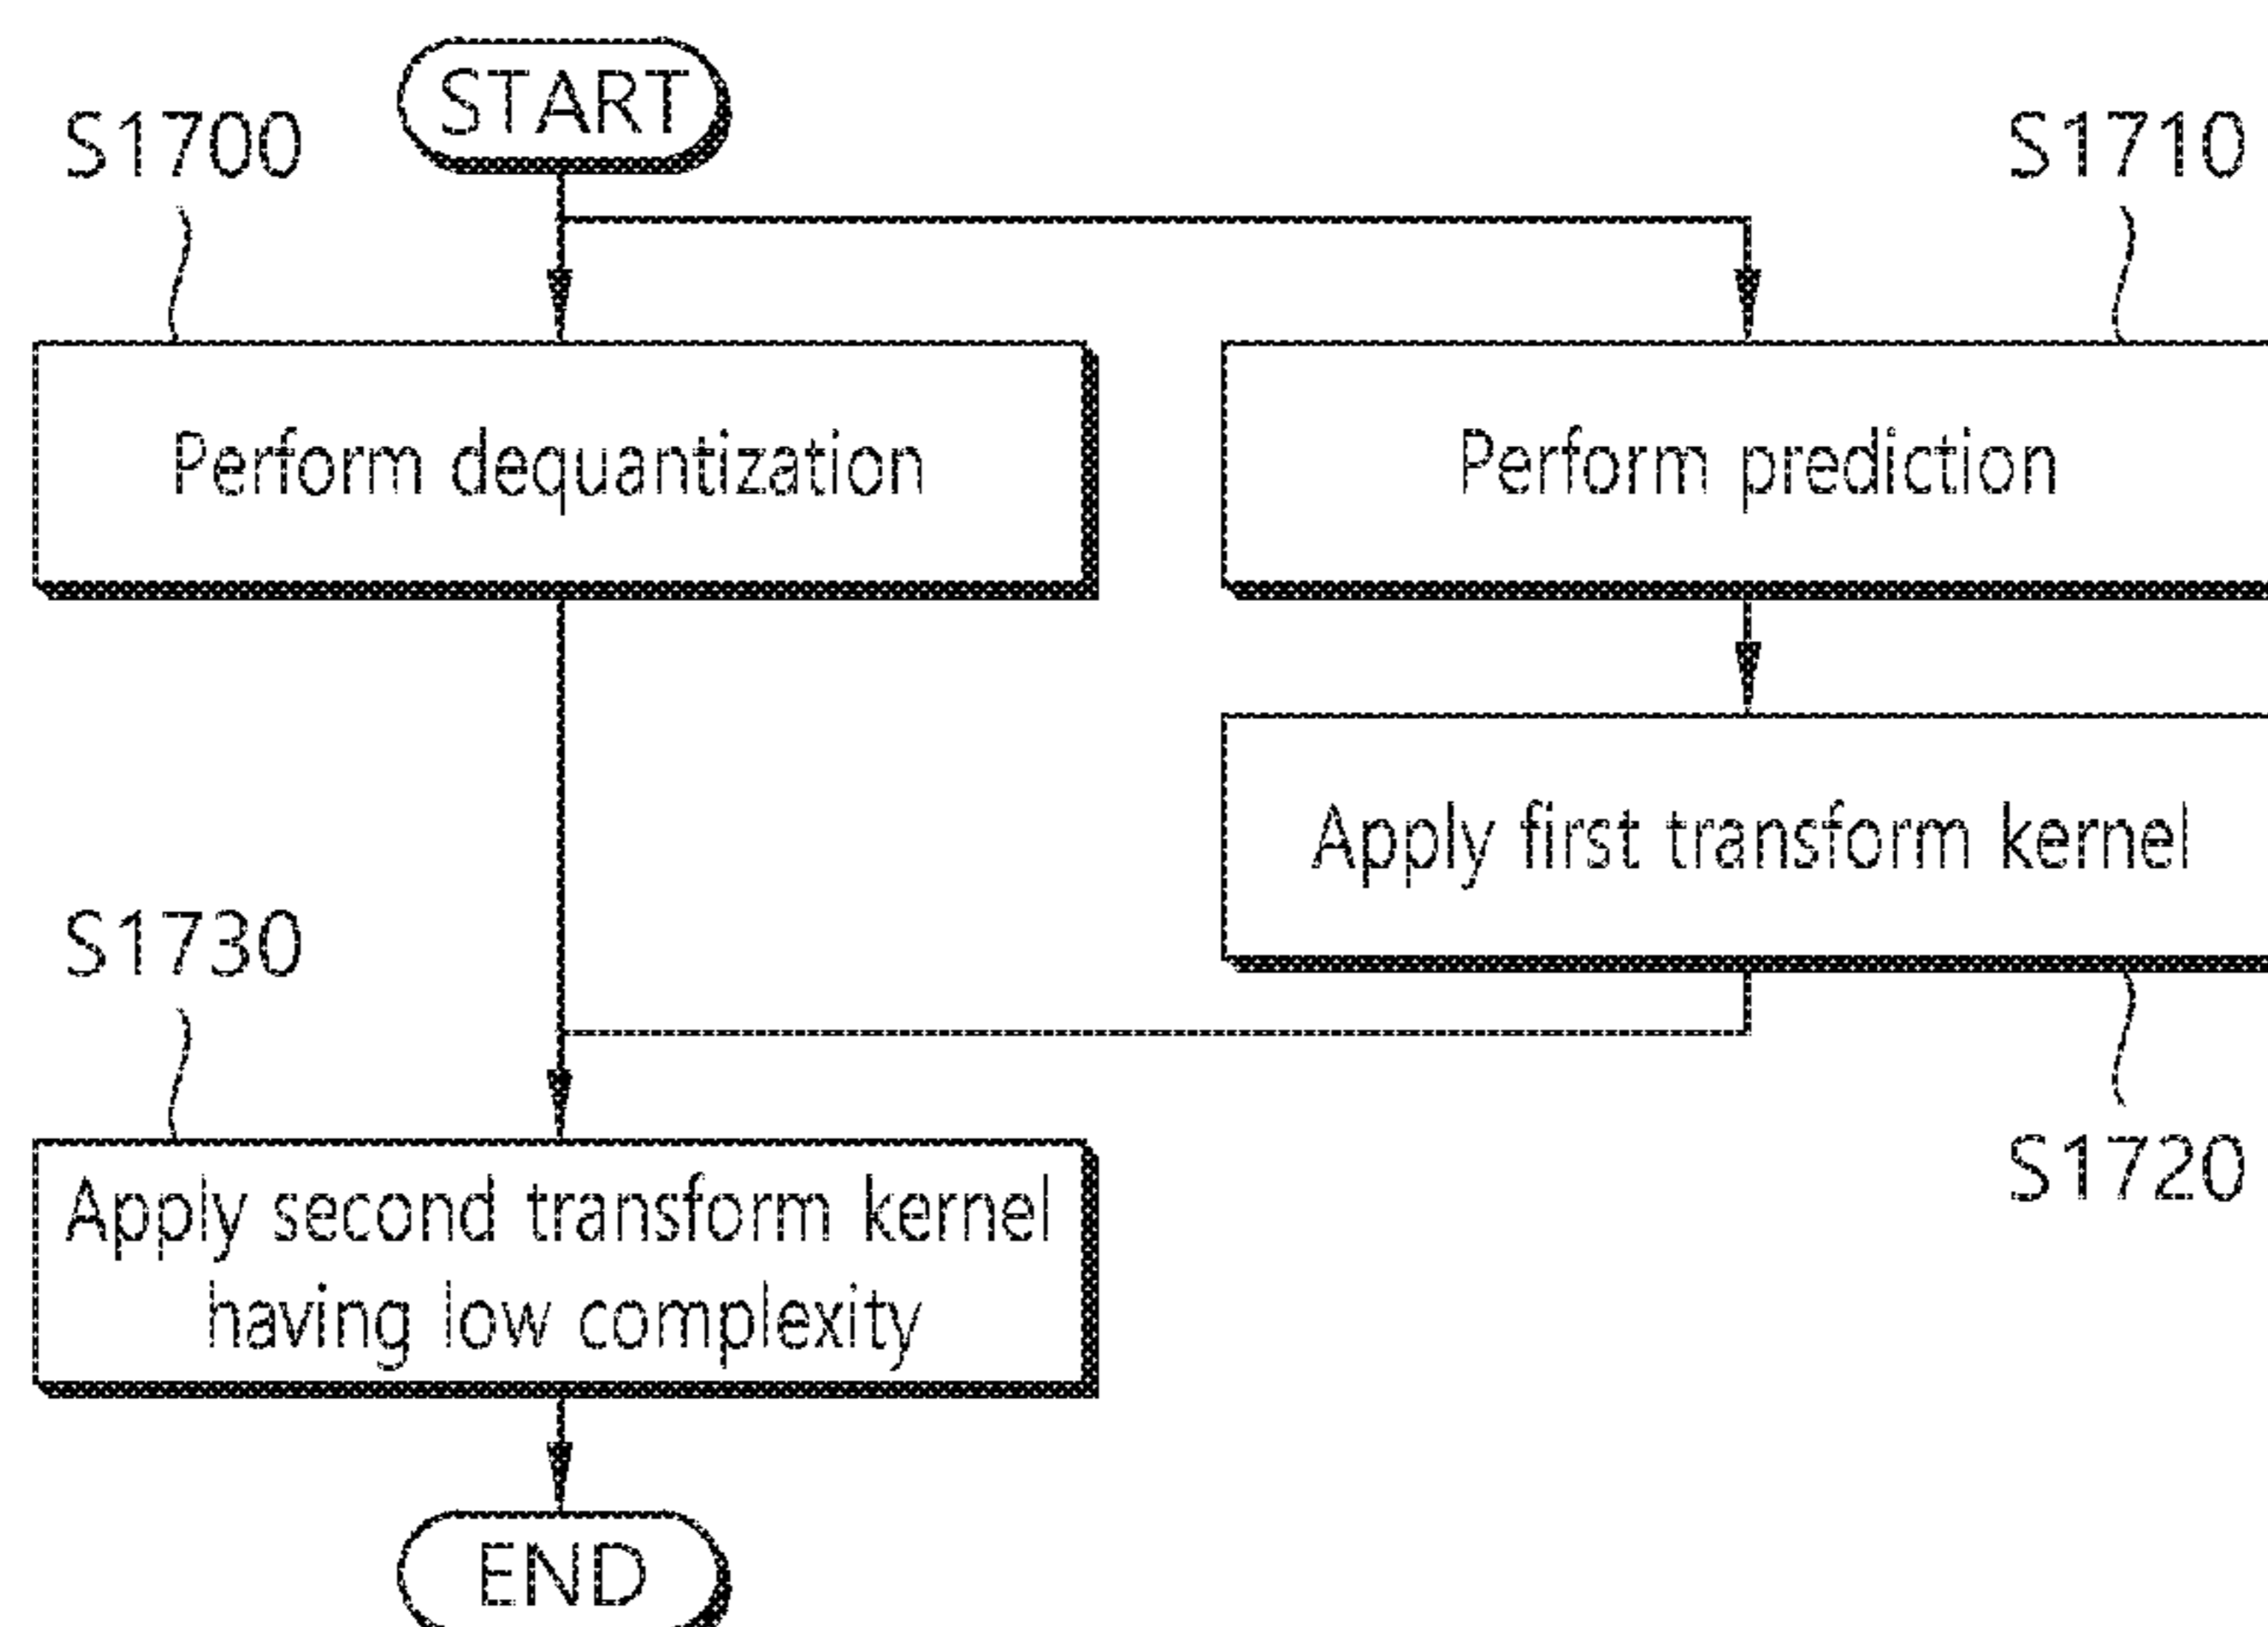 START
S1700
S1710
Perform dequantization
Perform prediction
Apply first transform kernel
S1730
S1720
Apply second transform kernel
having low complexity
END